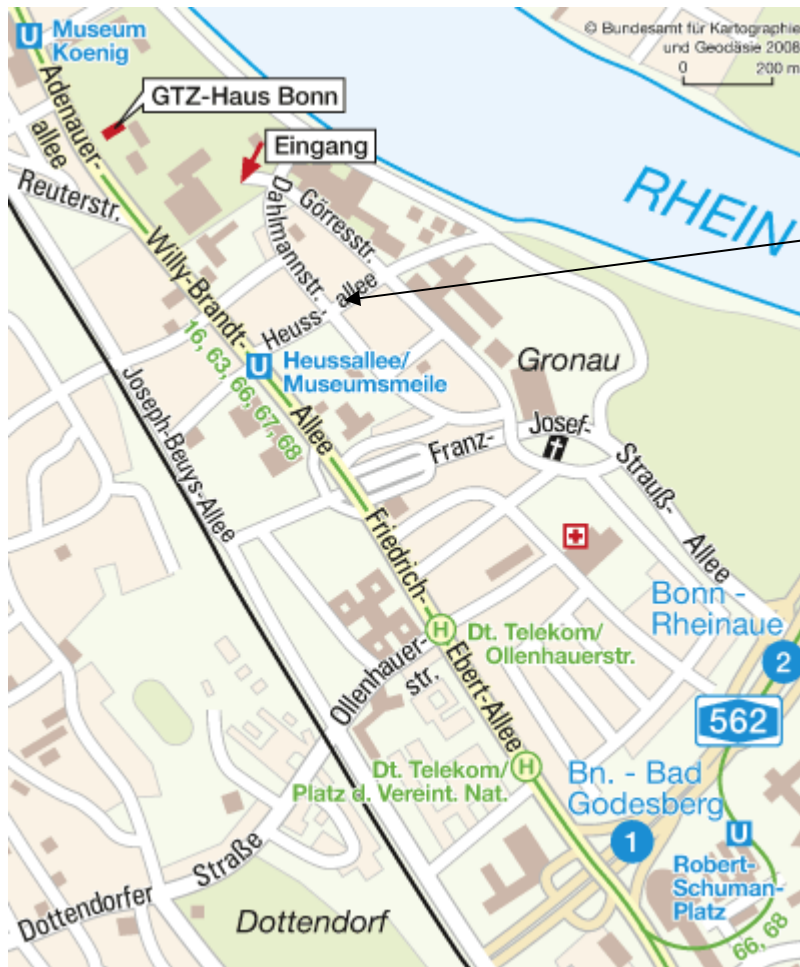 U Museum
Koenig
© Bundesamt für Kartographie
und Geodäsie 2008
0 200 m
GTZ-Haus Bonn
Eingang
Adenauer-
allee
Reuterstr.
RHEIN
Görresstr.
Dahlmannstr.
Willy-Brandt-
Allee
Heuss- allee
16, 63, 66, 67, 68
U Heussallee/
Museumsmeile
Gronau
Joseph-Beuys-Allee
Franz-
Josef-
Strauß-
Allee
Friedrich-
Ebert-Allee
Bonn -
Rheinaue
2
H Dt. Telekom/
Ollenhauerstr.
Ollenhauer-
str.
562
Dt. Telekom/ H
Platz d. Vereint. Nat.
Bn. - Bad
Godesberg
1
U
Robert-
Schuman-
Platz
66, 68
Dottendorfer
Straße
Dottendorf